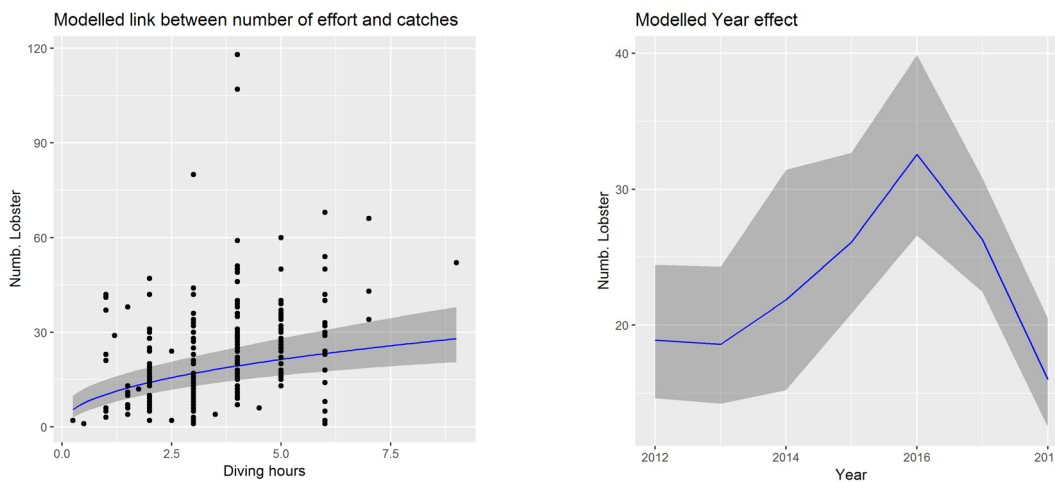 Modelled link between number of effort and catches
120
90
60
30
0
Numb. Lobster
0.0 2.5 5.0 7.5
Diving hours
Modelled Year effect
40
30
20
Numb. Lobster
2012 2014 2016 201
Year